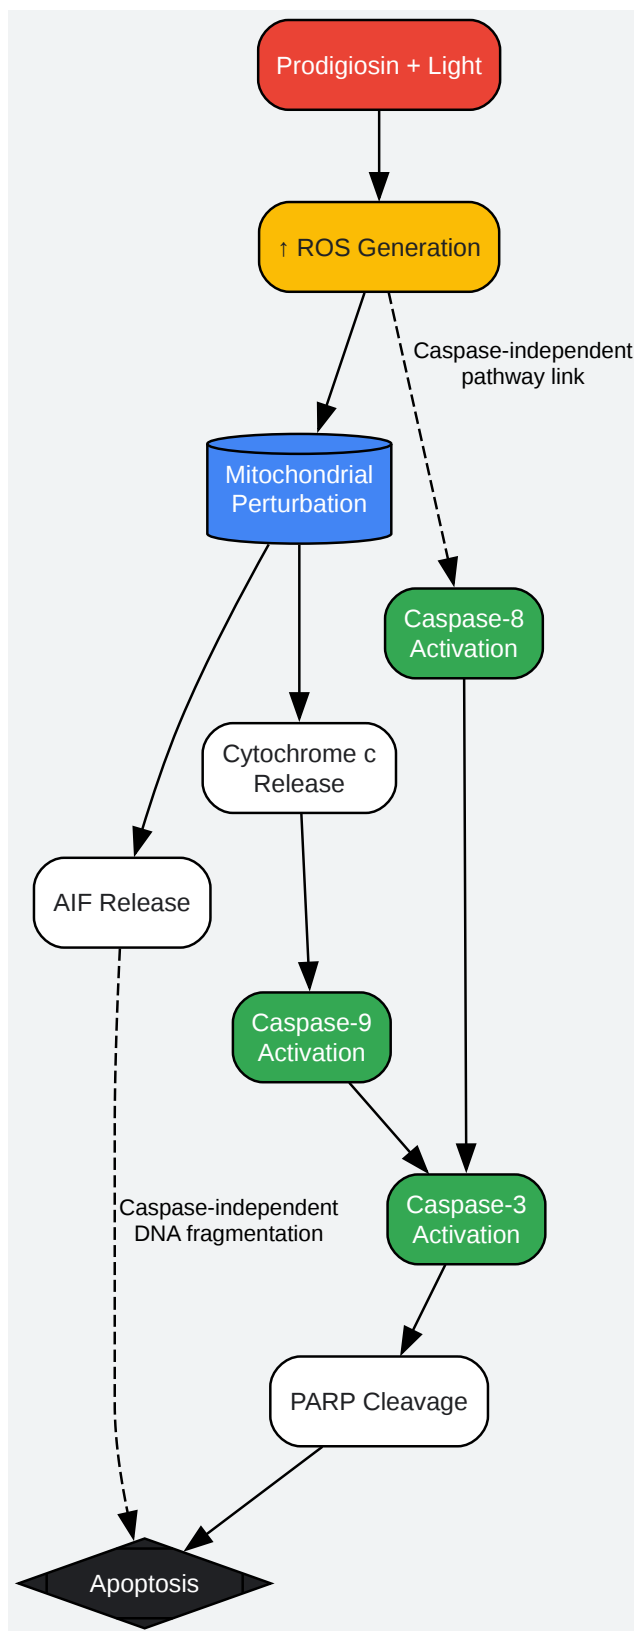 Prodigiosin + Light
↑ ROS Generation
Caspase-independent
pathway link
Mitochondrial
Perturbation
Caspase-8
Activation
Cytochrome c
Release
AIF Release
Caspase-9
Activation
Caspase-independent
DNA fragmentation
Caspase-3
Activation
PARP Cleavage
Apoptosis